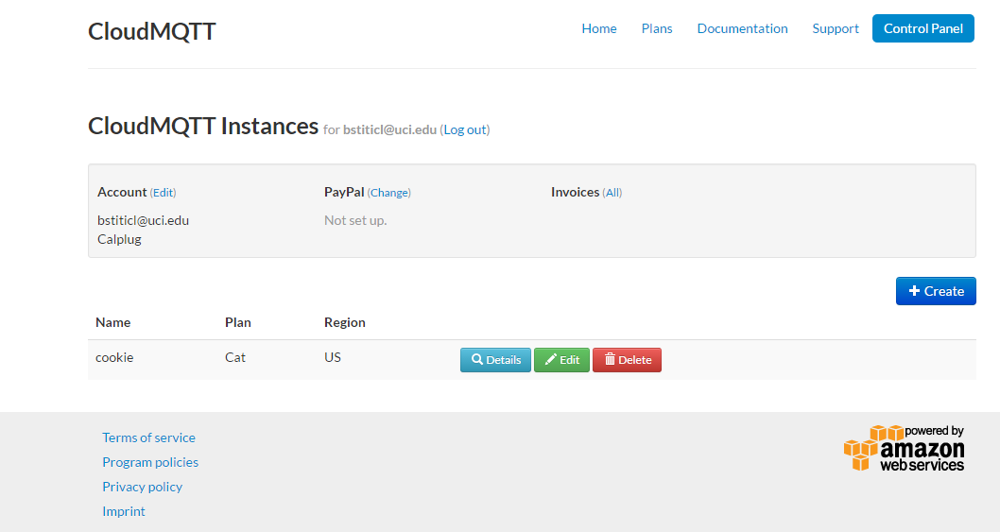 CloudMQTT
Home Plans Documentation Support Control Panel
CloudMQTT Instances for bstiticl@uci.edu (Log out)
Account (Edit) PayPal (Change) Invoices (All)
bstiticl@uci.edu Not set up.
Calplug
+ Create
Name Plan Region
cookie Cat US Details Edit Delete
Terms of service
Program policies
Privacy policy
Imprint
powered by
amazon
web services